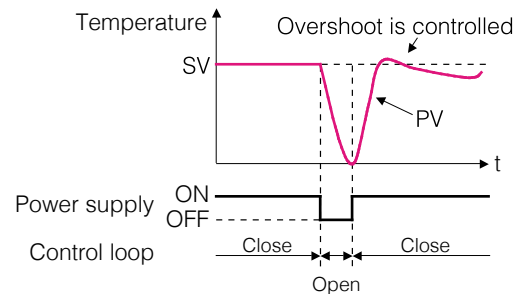 Temperature
Overshoot is controlled
SV
PV
t
ON
Power supply
OFF
Control loop
Close
Close
Open